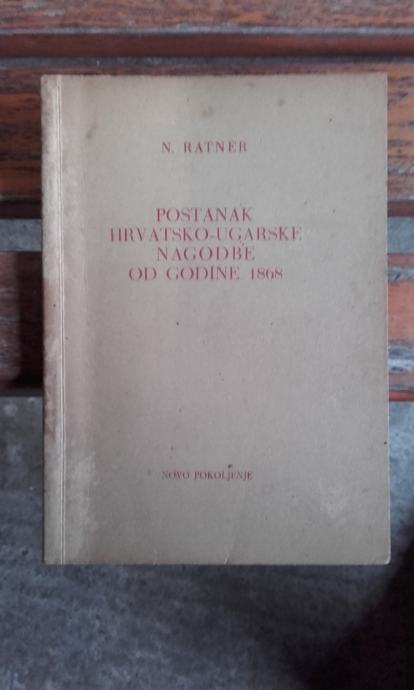 N. RATNER
POSTANAK
HRVATSKO-UGARSKE
NAGODBE
OD GODINE 1868
NOVO POKOLJENJE